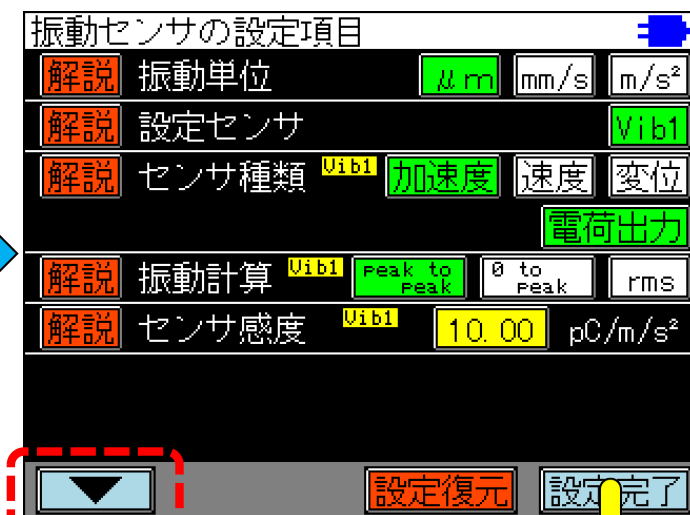 振動センサの設定項目
解説 振動単位 μm mm/s m/s²
解説 設定センサ Vib1
解説 センサ種類 Vib1 加速度 速度 変位
電荷出力
解説 振動計算 Vib1 Peak to Peak 0 to Peak rms
解説 センサ感度 Vib1 10.00 pC/m/s²
設定復元 設定完了